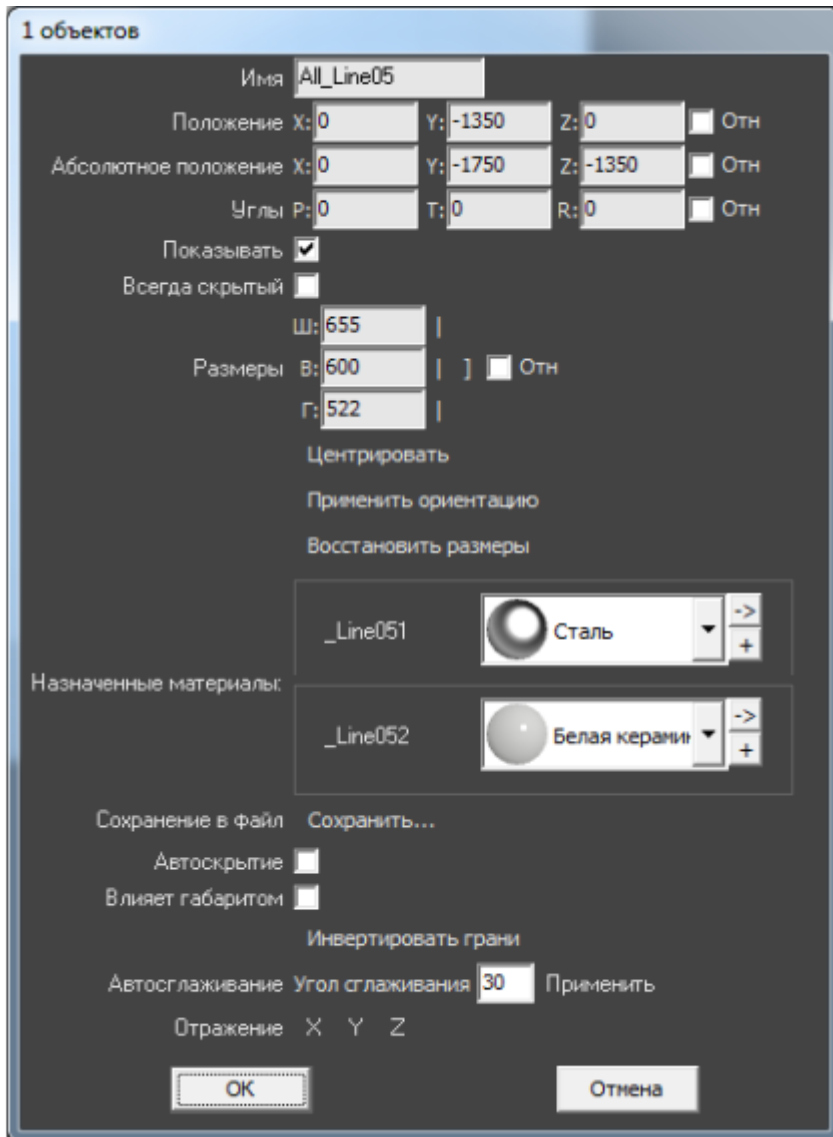 1 объектов
Имя All_Line05
Положение X: 0 Y: -1350 Z: 0 Отн
Абсолютное положение X: 0 Y: -1750 Z: -1350 Отн
Углы P: 0 T: 0 R: 0 Отн
Показывать
Всегда скрытый
Ш: 655 |
Размеры В: 600 | ] Отн
Г: 522 |
Центрировать
Применить ориентацию
Восстановить размеры
_Line051 Сталь ->
+
Назначенные материалы:
_Line052 Белая керамик ->
+
Сохранение в файл Сохранить...
Автоскрытие
Влияет габаритом
Инвертировать грани
Автосглаживание Угол сглаживания 30 Применить
Отражение X Y Z
OK Отмена